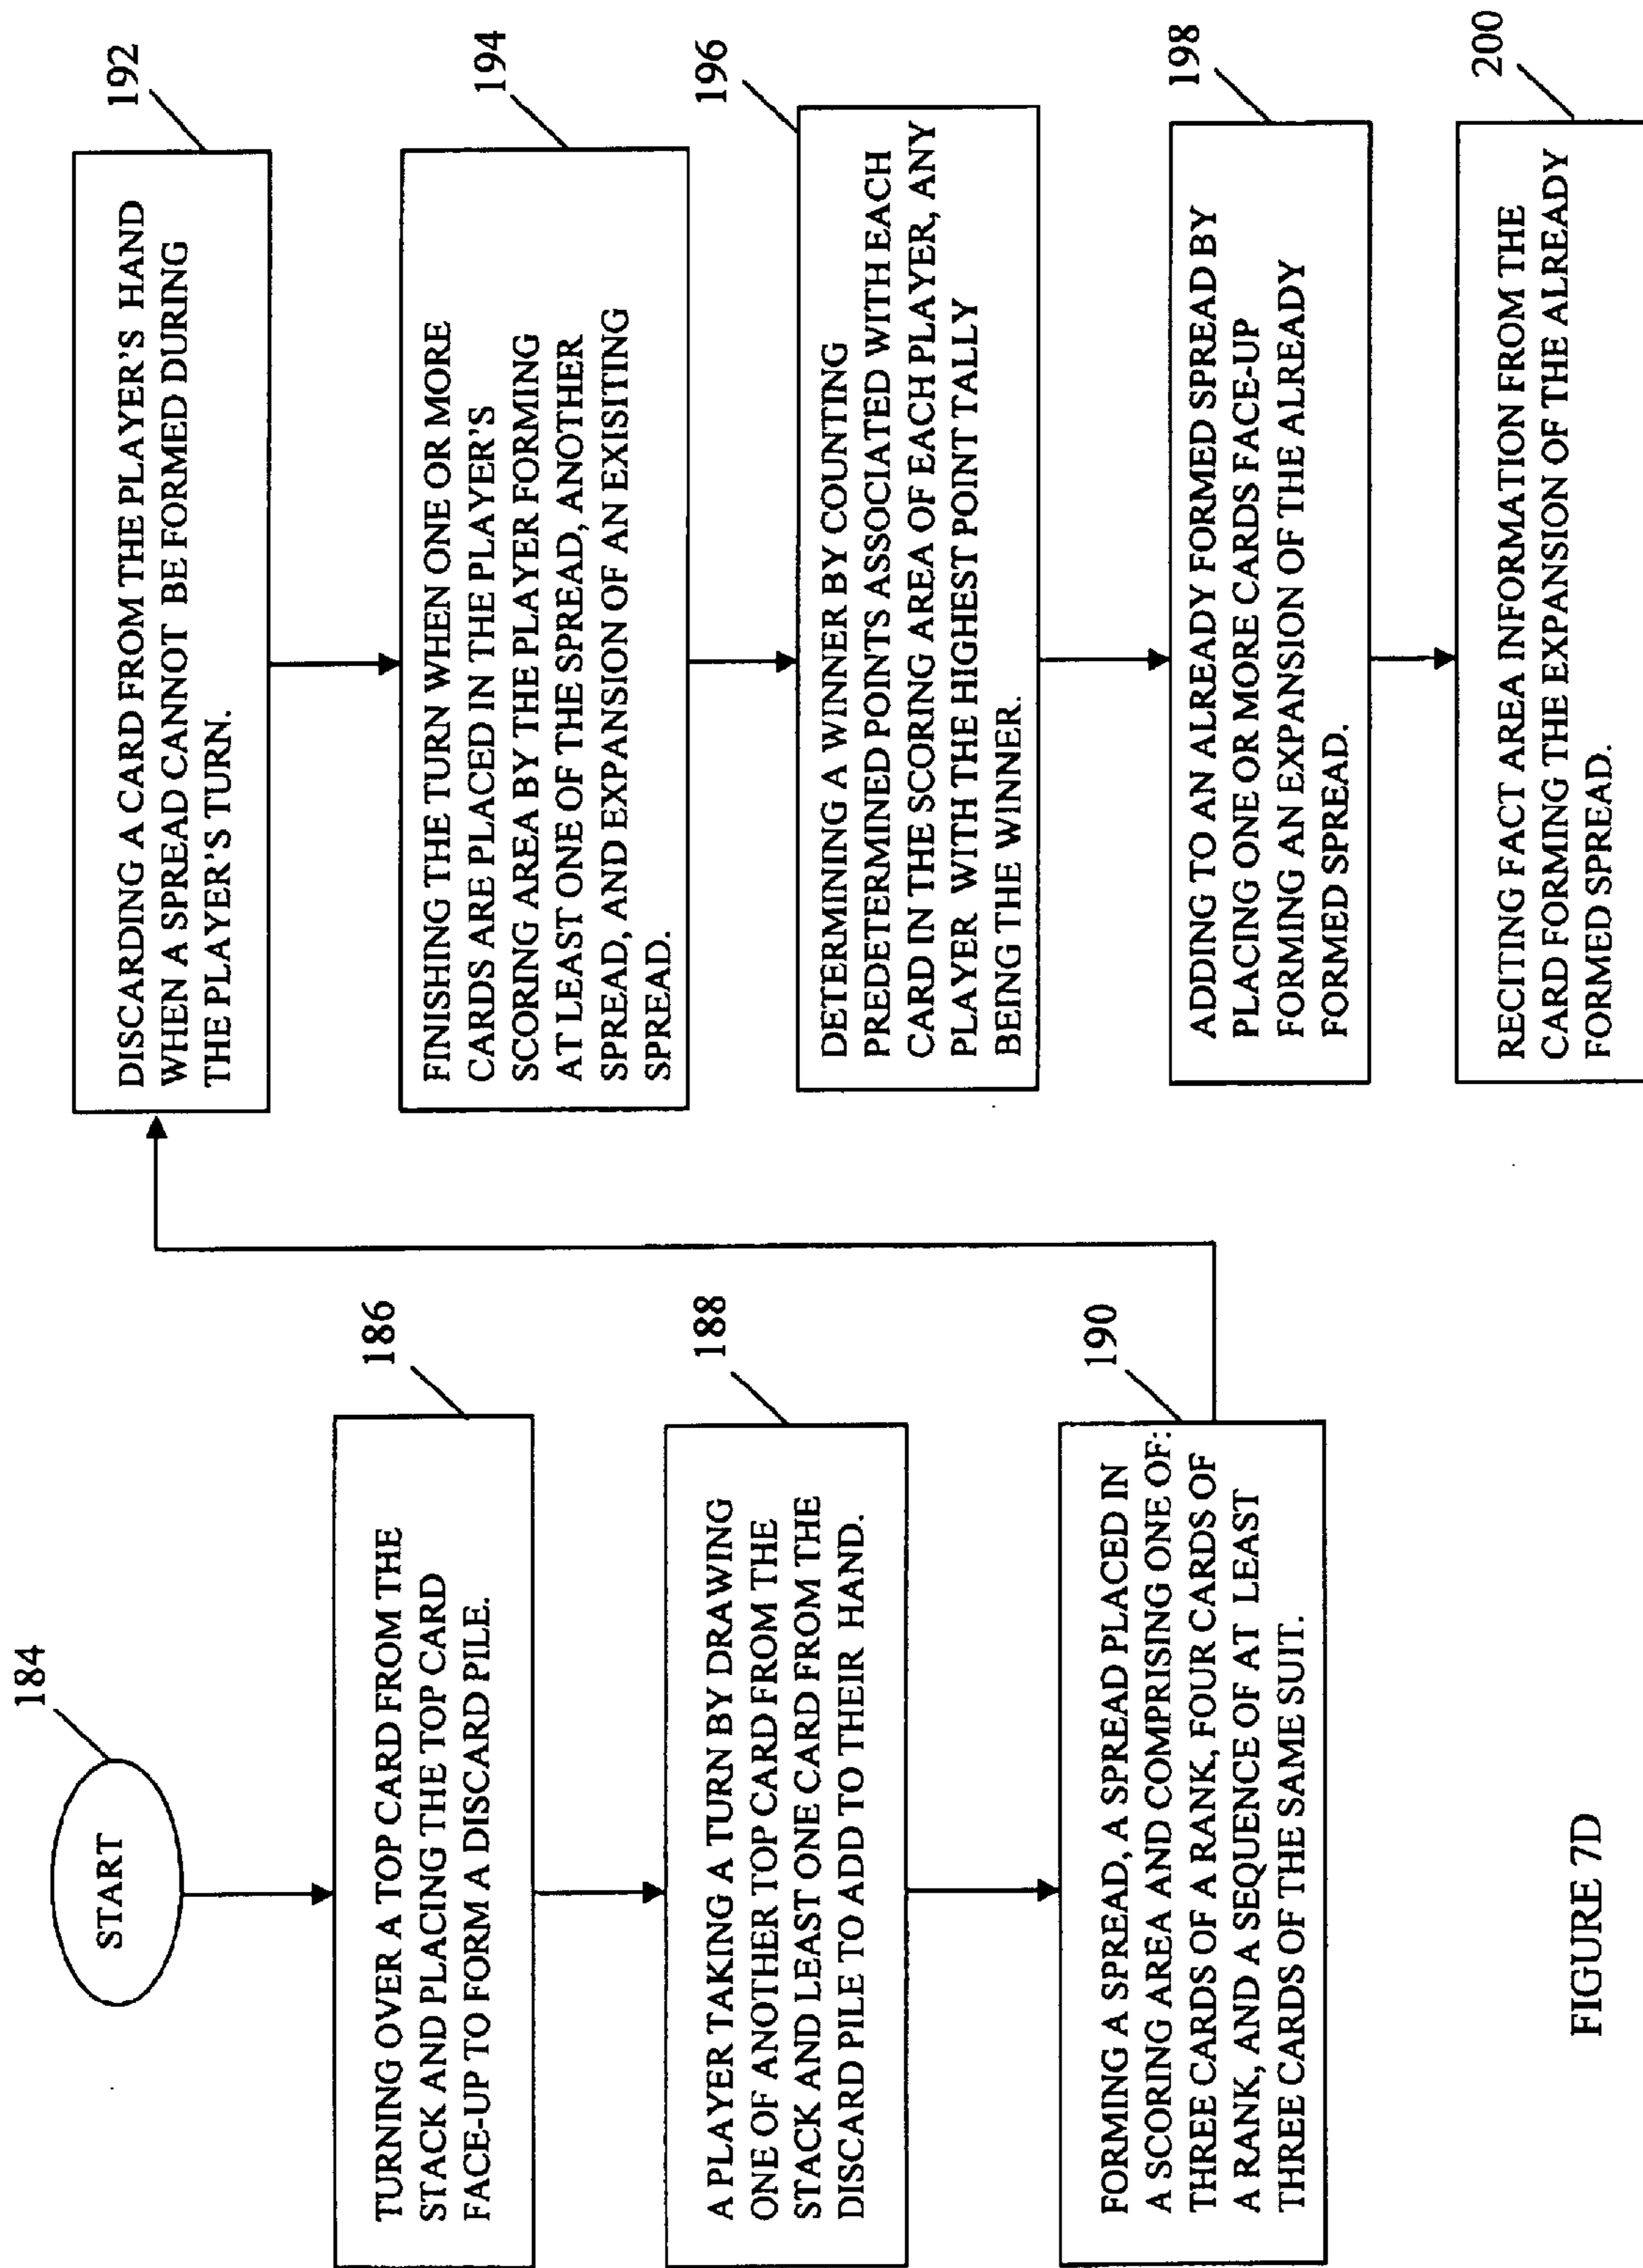 184
START
186
TURNING OVER A TOP CARD FROM THE
STACK AND PLACING THE TOP CARD
FACE-UP TO FORM A DISCARD PILE.
188
A PLAYER TAKING A TURN BY DRAWING
ONE OF ANOTHER TOP CARD FROM THE
STACK AND LEAST ONE CARD FROM THE
DISCARD PILE TO ADD TO THEIR HAND.
190
FORMING A SPREAD, A SPREAD PLACED IN
A SCORING AREA AND COMPRISING ONE OF:
THREE CARDS OF A RANK, FOUR CARDS OF
A RANK, AND A SEQUENCE OF AT LEAST
THREE CARDS OF THE SAME SUIT.
192
DISCARDING A CARD FROM THE PLAYER'S HAND
WHEN A SPREAD CANNOT BE FORMED DURING
THE PLAYER'S TURN.
194
FINISHING THE TURN WHEN ONE OR MORE
CARDS ARE PLACED IN THE PLAYER'S
SCORING AREA BY THE PLAYER FORMING
AT LEAST ONE OF THE SPREAD, ANOTHER
SPREAD, AND EXPANSION OF AN EXISITING
SPREAD.
196
DETERMINING A WINNER BY COUNTING
PREDETERMINED POINTS ASSOCIATED WITH EACH
CARD IN THE SCORING AREA OF EACH PLAYER, ANY
PLAYER WITH THE HIGHEST POINT TALLY
BEING THE WINNER.
198
ADDING TO AN ALREADY FORMED SPREAD BY
PLACING ONE OR MORE CARDS FACE-UP
FORMING AN EXPANSION OF THE ALREADY
FORMED SPREAD.
200
RECITING FACT AREA INFORMATION FROM THE
CARD FORMING THE EXPANSION OF THE ALREADY
FORMED SPREAD.
FIGURE 7D